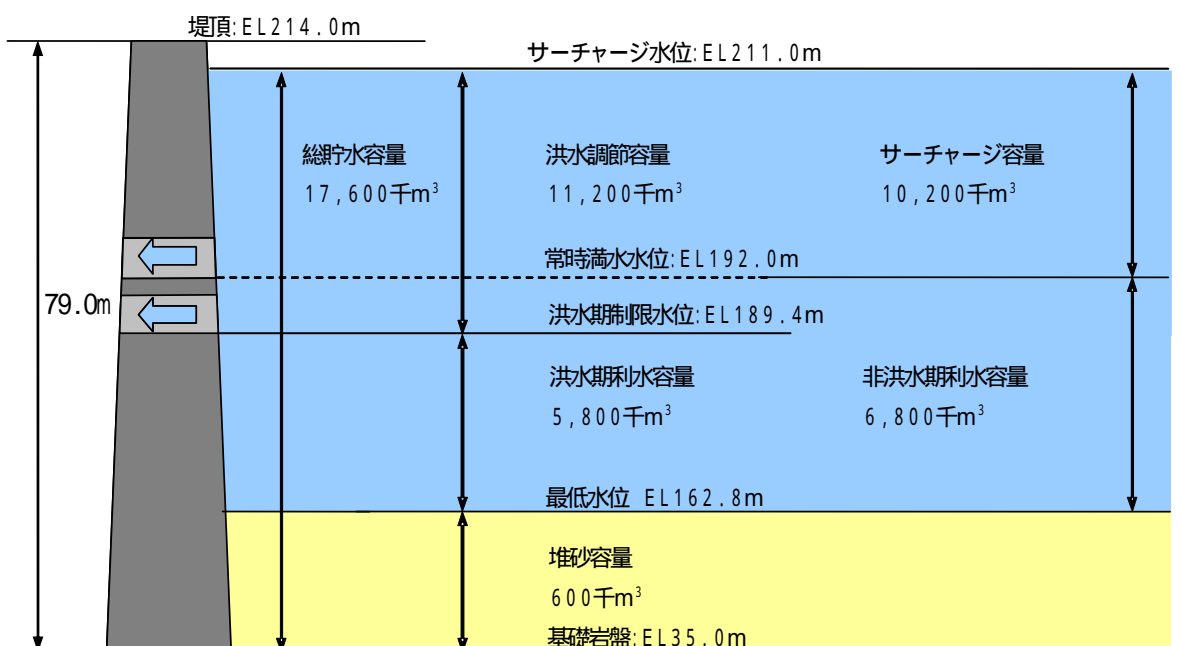 堤頂:EL214.0m
サーチャージ水位:EL211.0m
総貯水容量
17,600千m³
洪水調節容量
11,200千m³
サーチャージ容量
10,200千m³
常時満水水位:EL192.0m
79.0m
洪水期制限水位:EL189.4m
洪水期利水容量
5,800千m³
非洪水期利水容量
6,800千m³
最低水位 EL162.8m
堆砂容量
600千m³
基礎岩盤:EL35.0m